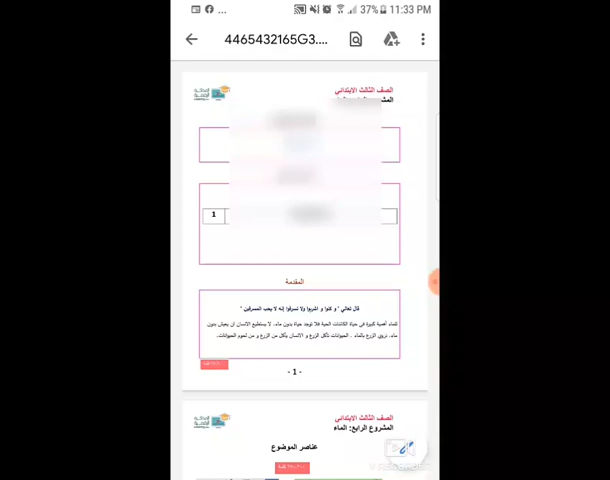 ... 37% 11:33 PM
4465432165G3....
الصف الثالث الابتدائي
1
المقدمة
قال تعالي " و كلوا و اشربوا ولا تسرفوا إنه لا يحب المسرفين "
للماء أهمية كبيرة في حياة الكائنات الحية فلا توجد حياة بدون ماء. لا يستطيع الانسان ان يعيش بدون
ماء. نروي الزرع بالماء . الحيوانات تأكل الزرع و الانسان يأكل من الزرع و من لحوم الحيوانات.
- 1 -
الصف الثالث الابتدائي
المشروع الرابع: الماء
عناصر الموضوع